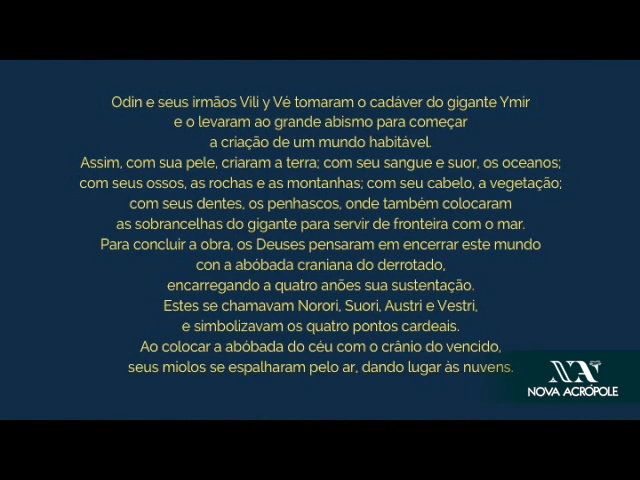 Odin e seus irmãos Vili y Vé tomaram o cadáver do gigante Ymir
e o levaram ao grande abismo para começar
a criação de um mundo habitável.
Assim, com sua pele, criaram a terra; com seu sangue e suor, os oceanos;
com seus ossos, as rochas e as montanhas; com seu cabelo, a vegetação;
com seus dentes, os penhascos, onde também colocaram
as sobrancelhas do gigante para servir de fronteira com o mar.
Para concluir a obra, os Deuses pensaram em encerrar este mundo
con a abóbada craniana do derrotado,
encarregando a quatro anões sua sustentação.
Estes se chamavam Norori, Suori, Austri e Vestri,
e simbolizavam os quatro pontos cardeais.
Ao colocar a abóbada do céu com o crânio do vencido,
seus miolos se espalharam pelo ar, dando lugar às nuvens.
NA
NOVA ACRÓPOLE